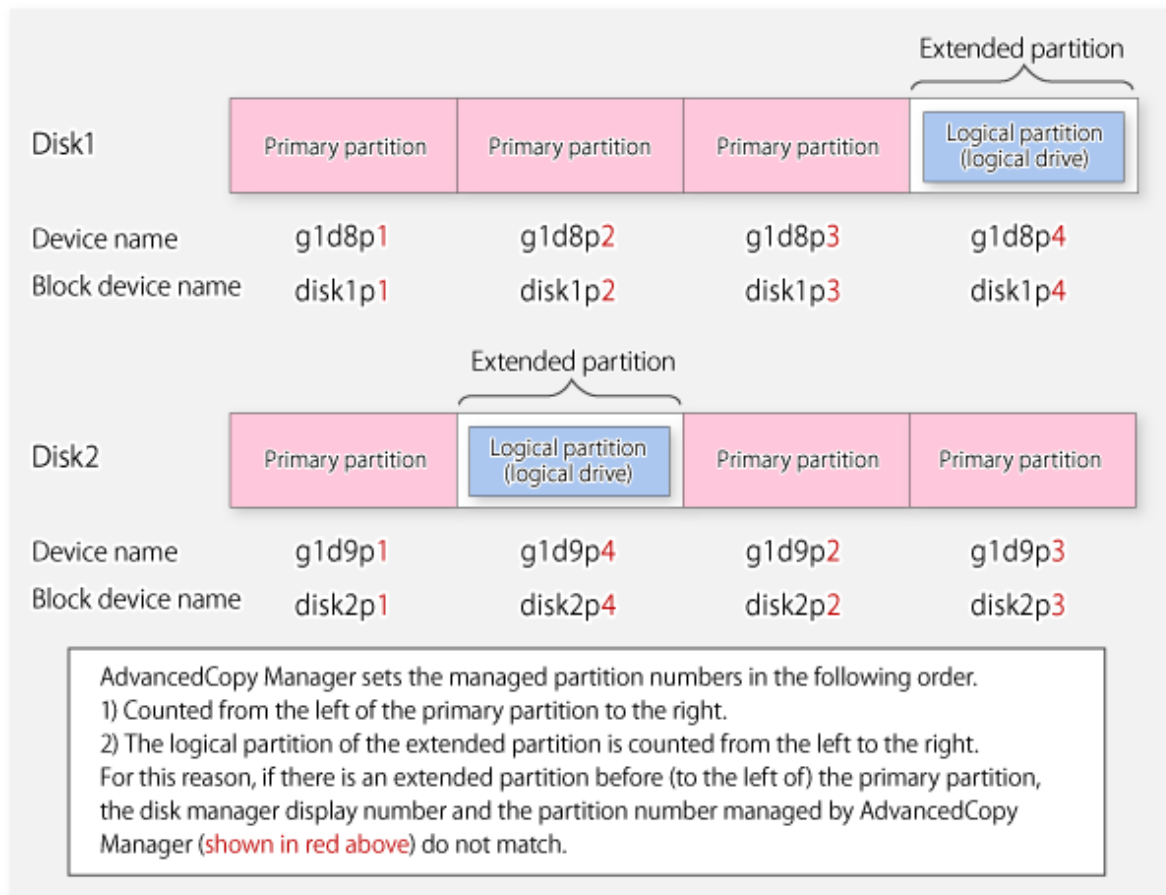 Extended partition
Disk1
Primary partition
Primary partition
Primary partition
Logical partition
(logical drive)
Device name
g1d8p1
g1d8p2
g1d8p3
g1d8p4
Block device name
disk1p1
disk1p2
disk1p3
disk1p4
Extended partition
Disk2
Primary partition
Logical partition
(logical drive)
Primary partition
Primary partition
Device name
g1d9p1
g1d9p4
g1d9p2
g1d9p3
Block device name
disk2p1
disk2p4
disk2p2
disk2p3
AdvancedCopy Manager sets the managed partition numbers in the following order.
1) Counted from the left of the primary partition to the right.
2) The logical partition of the extended partition is counted from the left to the right.
For this reason, if there is an extended partition before (to the left of) the primary partition,
the disk manager display number and the partition number managed by AdvancedCopy
Manager (shown in red above) do not match.